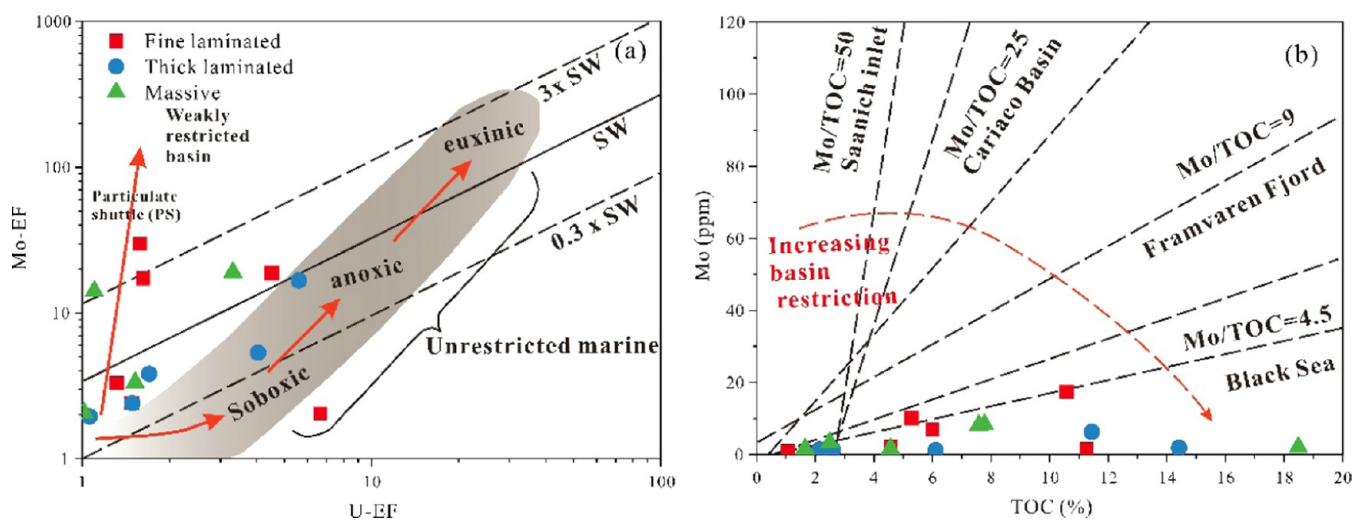 1000
100
10
1
Mo-EF
Fine laminated
Thick laminated
Massive
Weakly
restricted
basin
Particulate
shuttle (PS)
(a)
3x SW
SW
0.3 x SW
euxinic
anoxic
Soboxic
Unrestricted marine
1
10
100
U-EF
120
100
80
60
40
20
0
Mo (ppm)
Mo/TOC=50
Saanich inlet
Mo/TOC=25
Cariaco Basin
(b)
Mo/TOC=9
Framvaren Fjord
Increasing
basin
restriction
Mo/TOC=4.5
Black Sea
0
2
4
6
8
10
12
14
16
18
20
TOC (%)